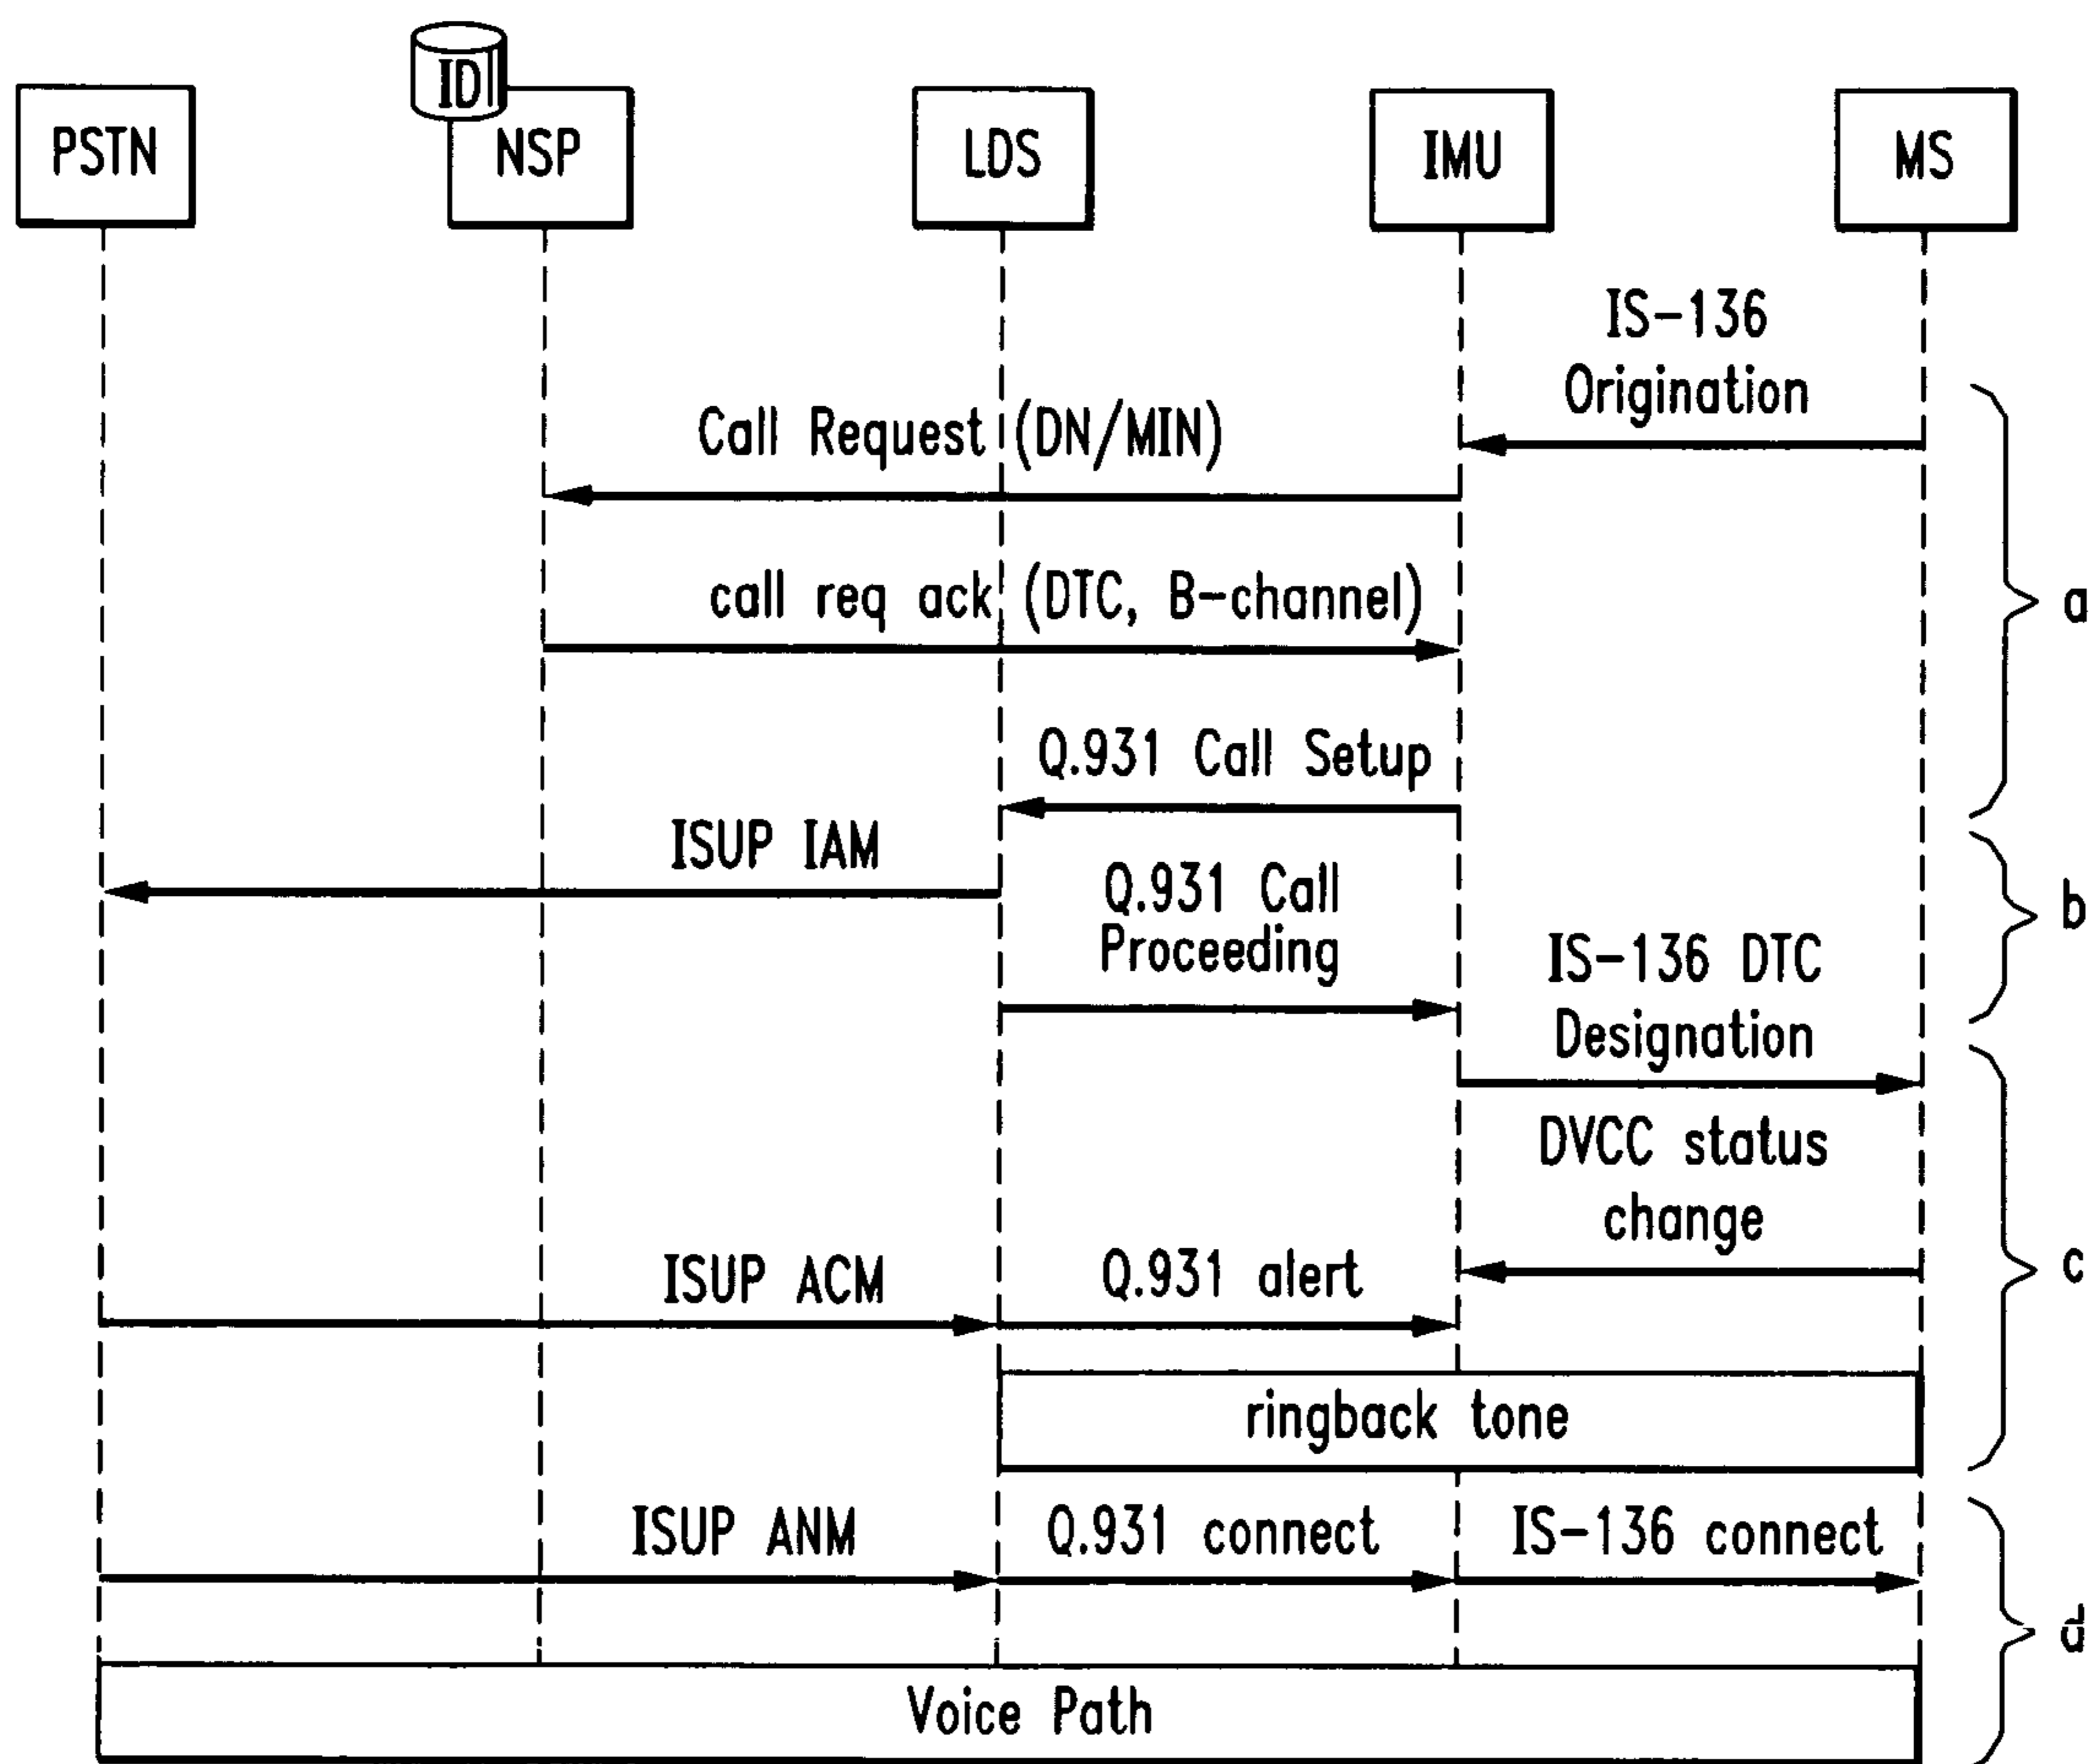 ID
PSTN
NSP
LDS
IMU
MS
IS-136
Origination
Call Request (DN/MIN)
a
call req ack (DTC, B-channel)
Q.931 Call Setup
ISUP IAM
Q.931 Call
Proceeding
b
IS-136 DTC
Designation
DVCC status
change
c
ISUP ACM
Q.931 alert
ringback tone
ISUP ANM
Q.931 connect
IS-136 connect
d
Voice Path